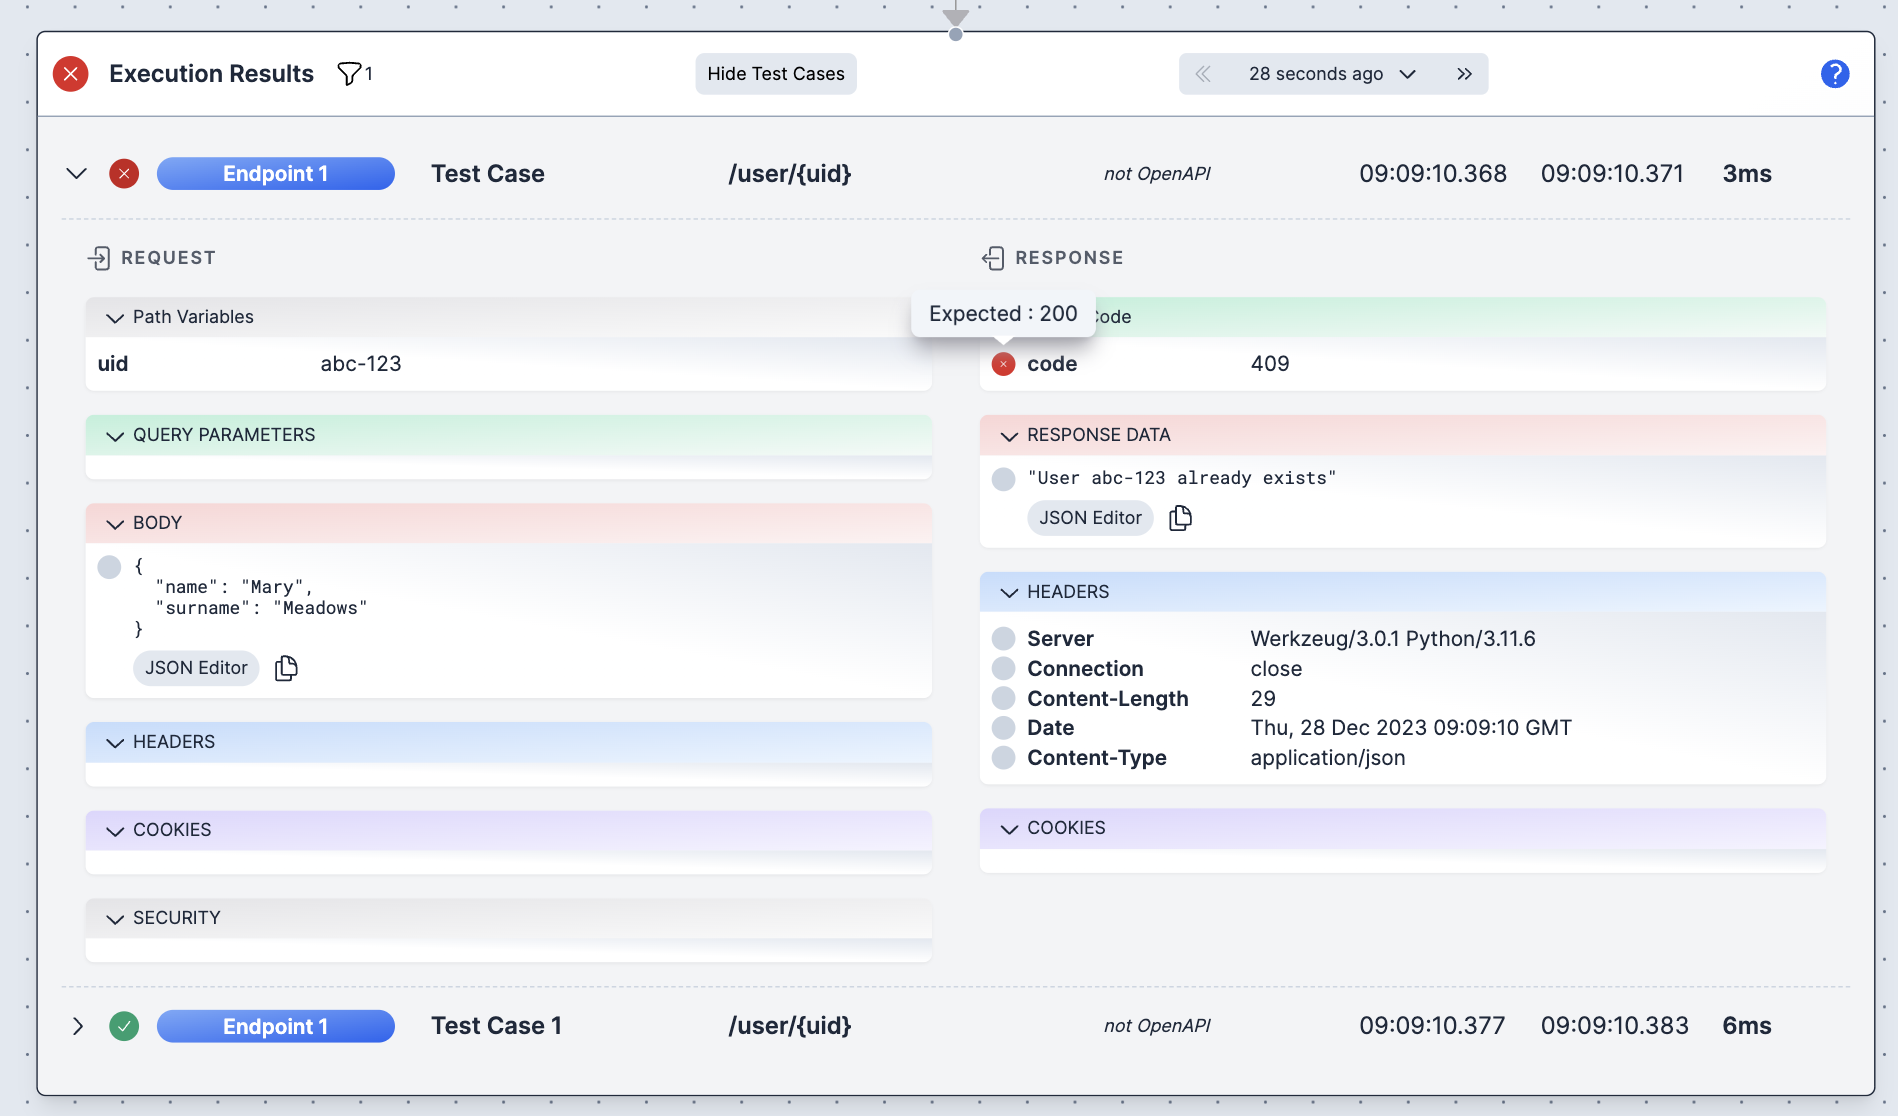 Execution Results 1 Hide Test Cases 28 seconds ago ?
Endpoint 1 Test Case /user/{uid} not OpenAPI 09:09:10.368 09:09:10.371 3ms
REQUEST
Path Variables
uid abc-123
QUERY PARAMETERS
BODY
{
"name": "Mary",
"surname": "Meadows"
}
JSON Editor
HEADERS
COOKIES
SECURITY
RESPONSE
Expected : 200
Code
code 409
RESPONSE DATA
"User abc-123 already exists"
JSON Editor
HEADERS
Server Werkzeug/3.0.1 Python/3.11.6
Connection close
Content-Length 29
Date Thu, 28 Dec 2023 09:09:10 GMT
Content-Type application/json
COOKIES
Endpoint 1 Test Case 1 /user/{uid} not OpenAPI 09:09:10.377 09:09:10.383 6ms